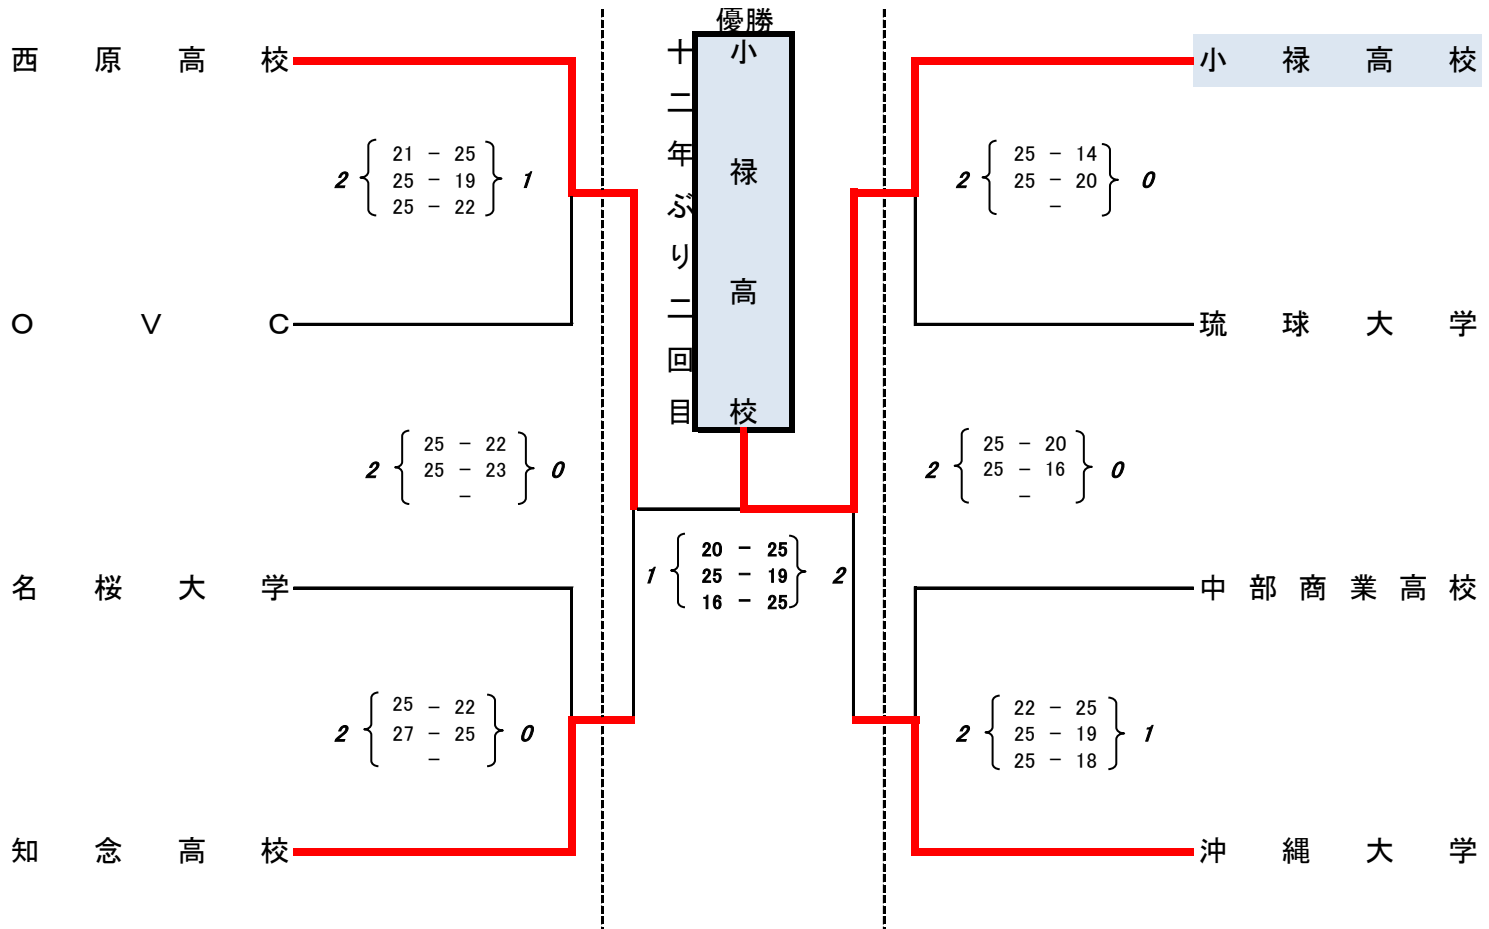 優勝
小禄高校
十二年ぶり二回目
西原高校
2 21 - 25 1
25 - 19
25 - 22
OVC
2 25 - 22 0
25 - 23
-
名桜大学
2 25 - 22 0
27 - 25
-
知念高校
1 20 - 25 2
25 - 19
16 - 25
小禄高校
2 25 - 14 0
25 - 20
-
琉球大学
2 25 - 20 0
25 - 16
-
中部商業高校
2 22 - 25 1
25 - 19
25 - 18
沖縄大学